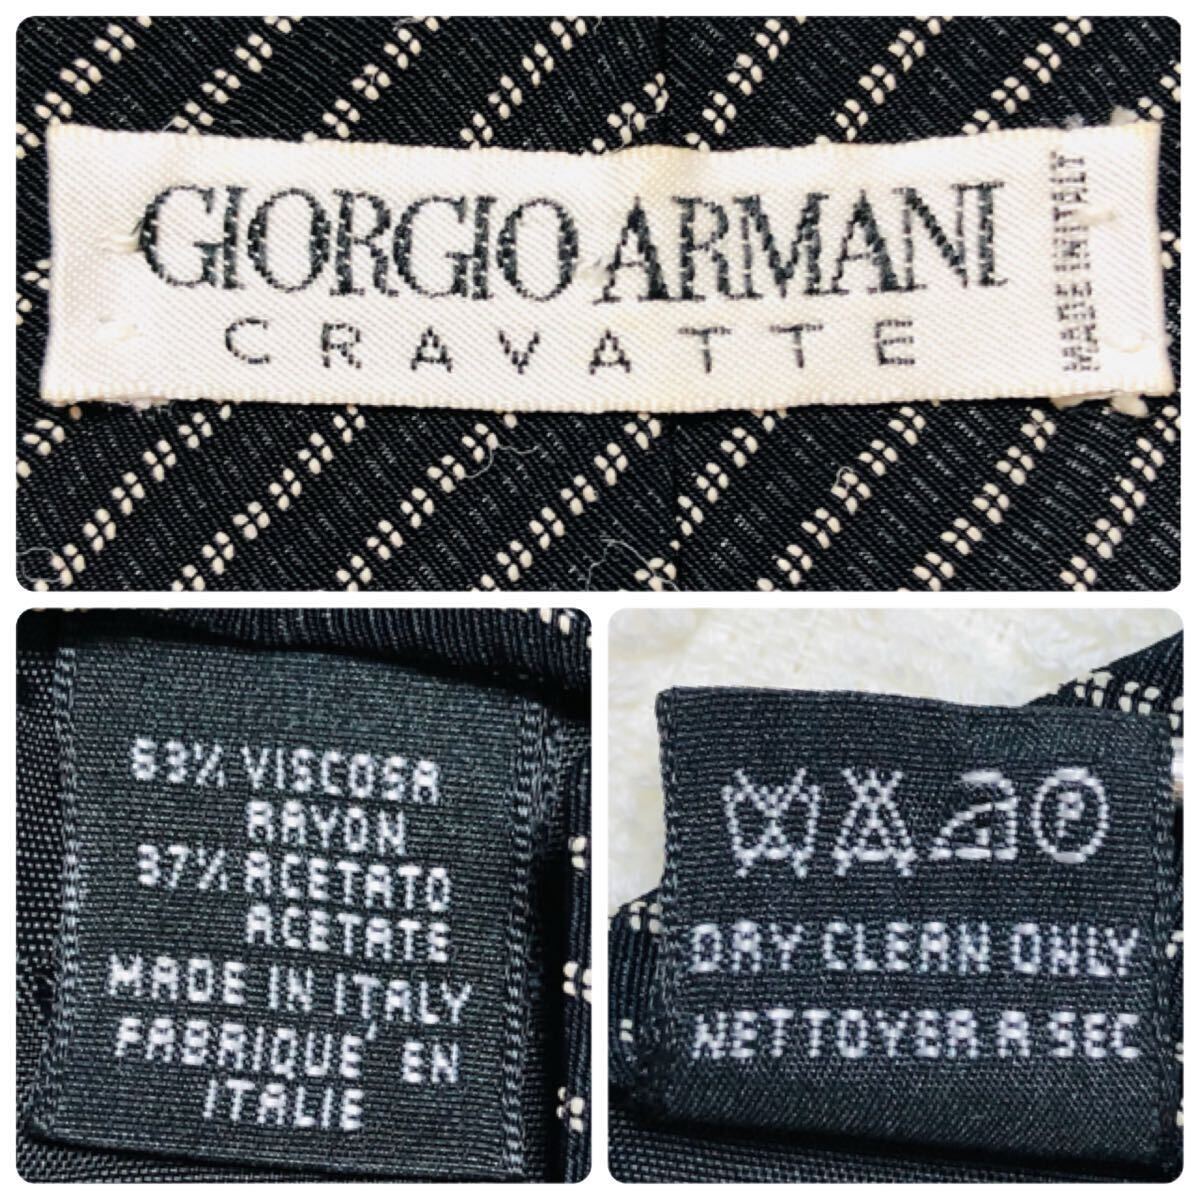 GIORGIO ARMANI
CRAVATTE
MADE IN ITALY
63% VISCOSA
RAYON
37% ACETATO
ACETATE
MADE IN ITALY
FABRIQUE' EN
ITALIE
P
DRY CLEAN ONLY
NETTOYER A SEC